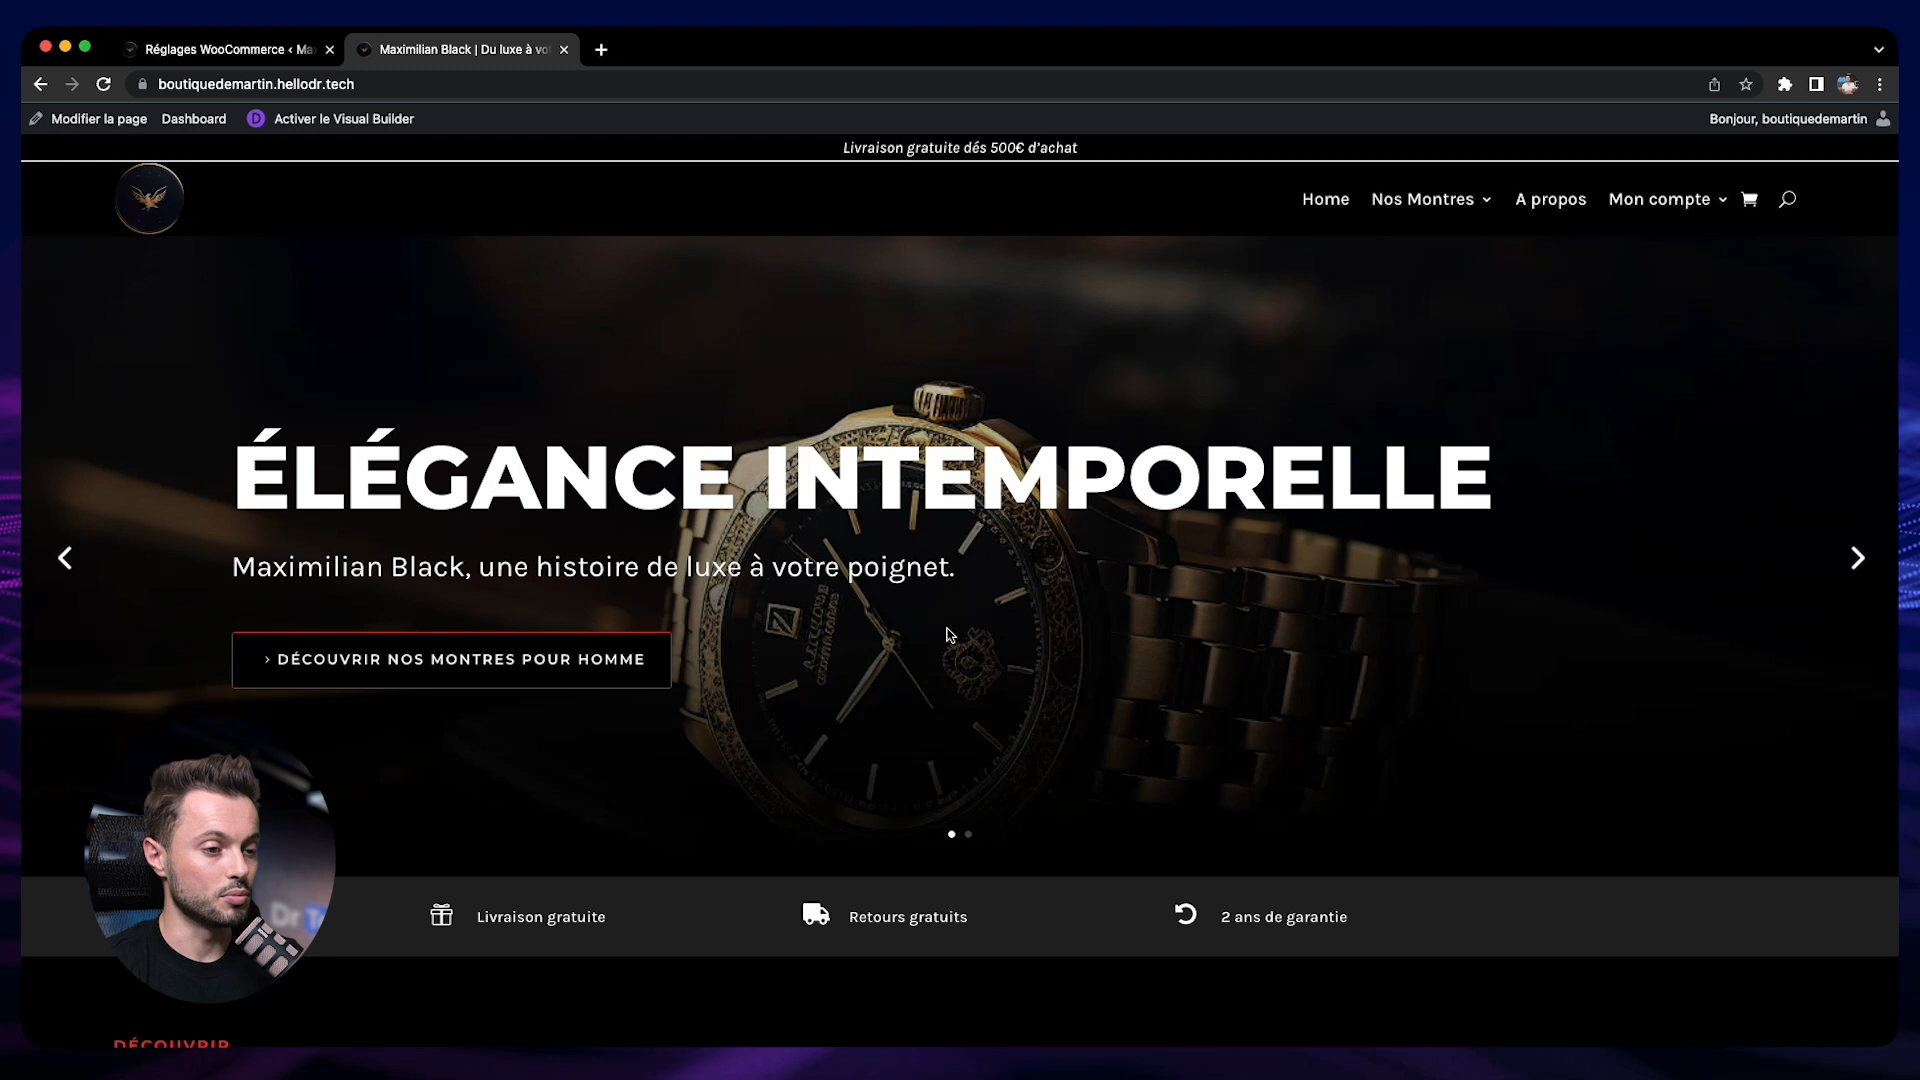 Réglages WooCommerce ‹ Ma
Maximilian Black | Du luxe à vo
boutiquedemartin.hellodr.tech
Modifier la page
Dashboard
Activer le Visual Builder
Bonjour, boutiquedemartin
Livraison gratuite dés 500€ d’achat
Home
Nos Montres
A propos
Mon compte
ÉLÉGANCE INTEMPORELLE
Maximilian Black, une histoire de luxe à votre poignet.
› DÉCOUVRIR NOS MONTRES POUR HOMME
Dr
Livraison gratuite
Retours gratuits
2 ans de garantie
DÉCOUVRIR